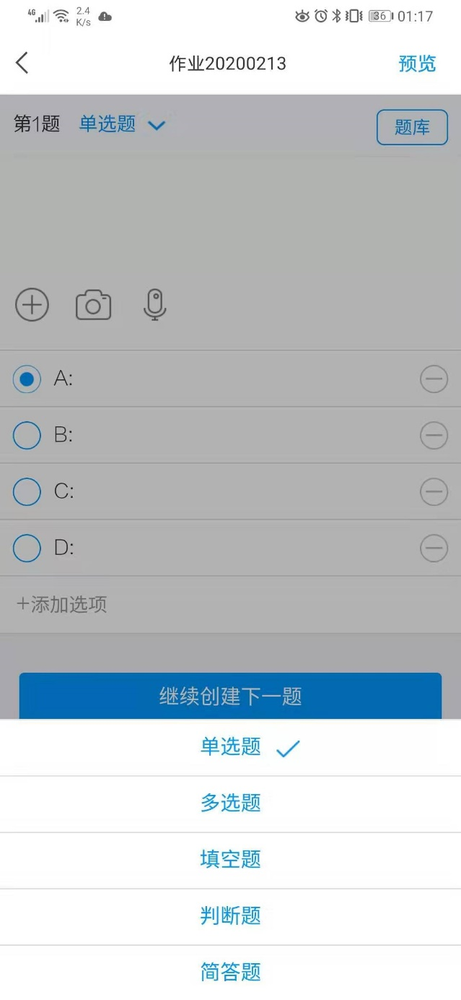 4G 2.4 K/s 36 01:17
作业20200213 预览
第1题 单选题 题库
A:
B:
C:
D:
+添加选项
继续创建下一题
单选题
多选题
填空题
判断题
简答题